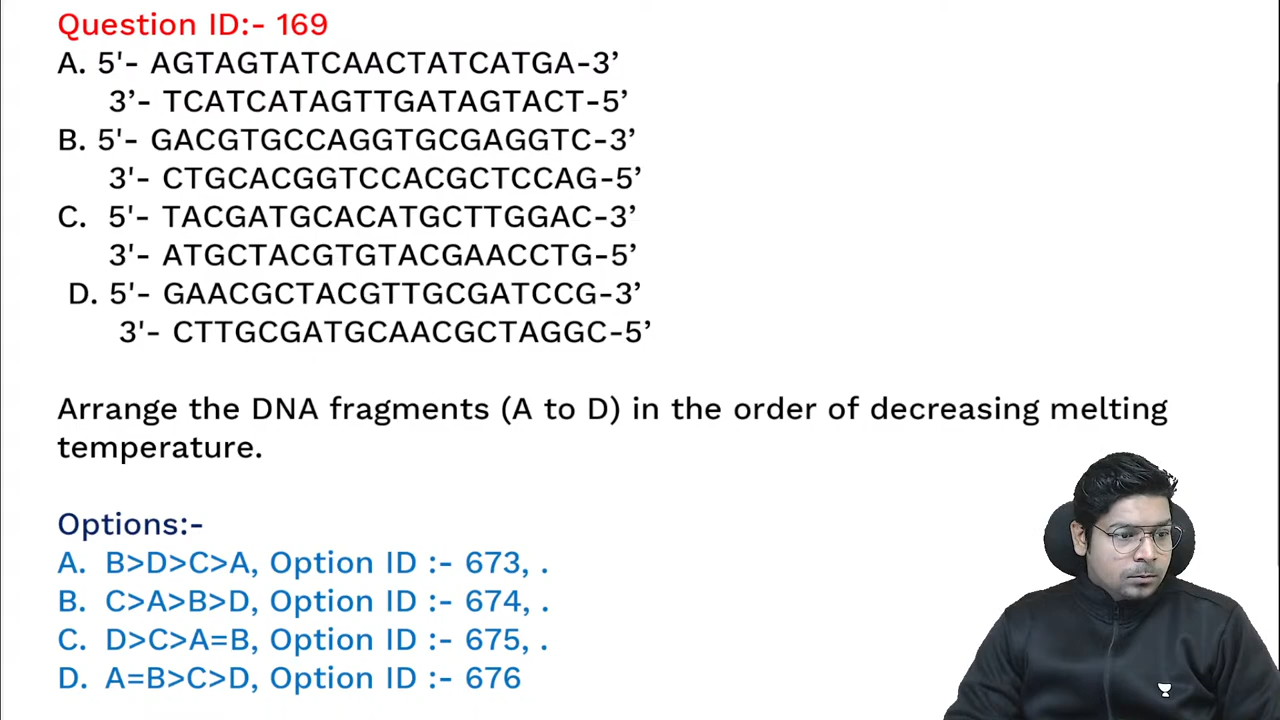 Question ID:- 169
A. 5'- AGTAGTATCAACTATCATGA-3’
3’- TCATCATAGTTGATAGTACT-5’
B. 5'- GACGTGCCAGGTGCGAGGTC-3’
3'- CTGCACGGTCCACGCTCCAG-5’
C. 5'- TACGATGCACATGCTTGGAC-3’
3'- ATGCTACGTGTACGAACCTG-5’
D. 5'- GAACGCTACGTTGCGATCCG-3’
3'- CTTGCGATGCAACGCTAGGC-5’
Arrange the DNA fragments (A to D) in the order of decreasing melting
temperature.
Options:-
A. B>D>C>A, Option ID :- 673, .
B. C>A>B>D, Option ID :- 674, .
C. D>C>A=B, Option ID :- 675, .
D. A=B>C>D, Option ID :- 676